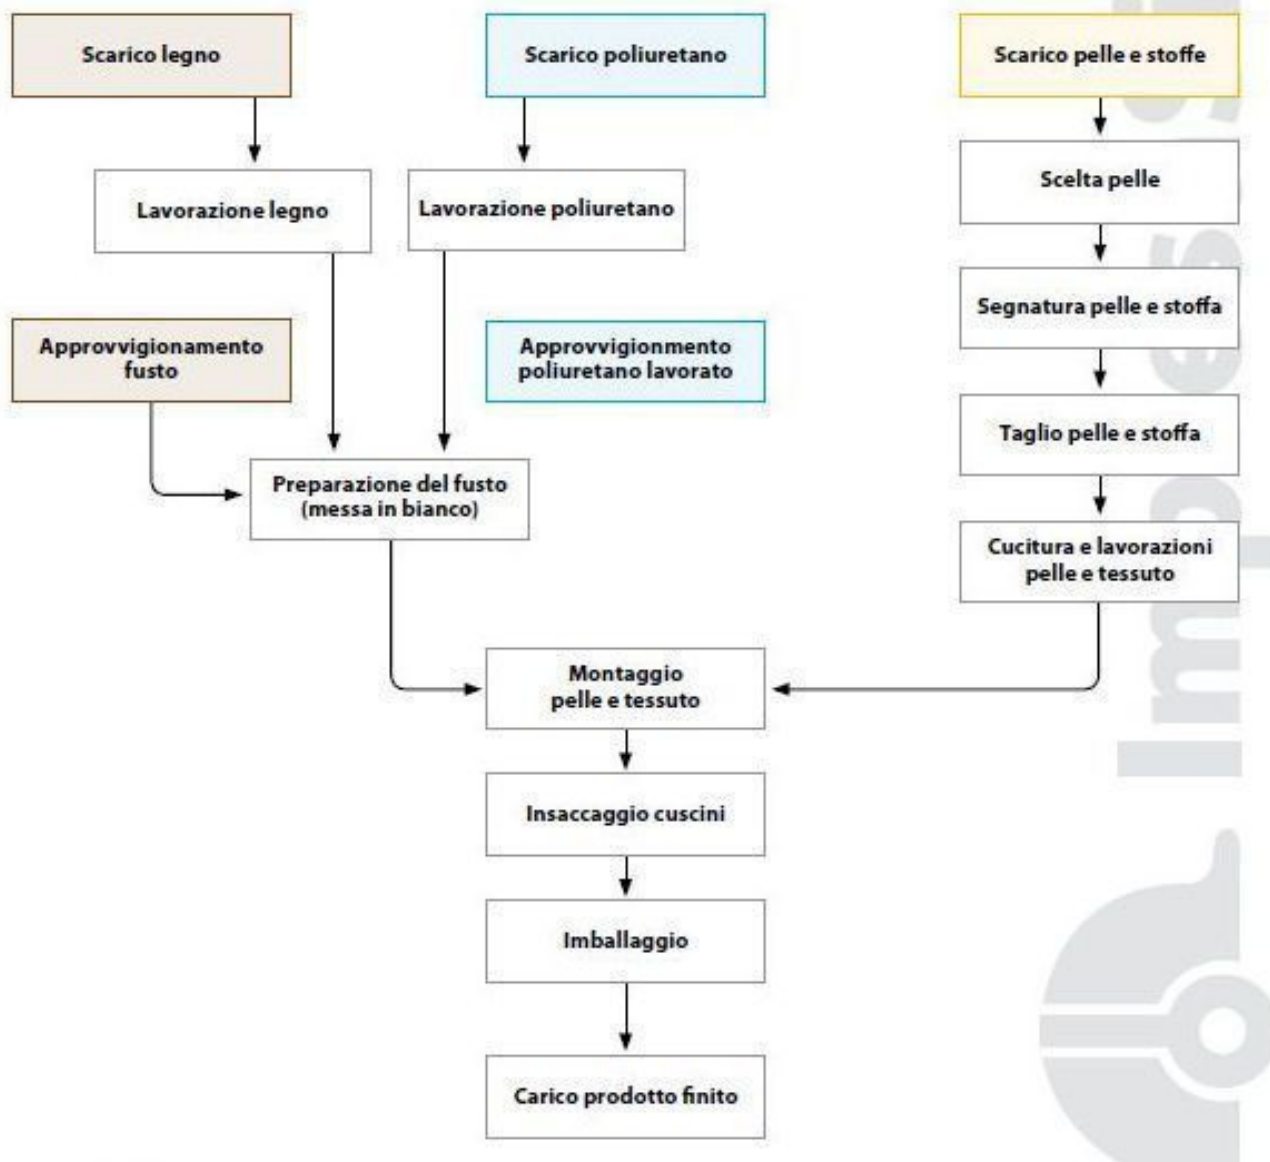 Scarico legno
Scarico poliuretano
Scarico pelle e stoffe
Lavorazione legno
Lavorazione poliuretano
Scelta pelle
Segnatura pelle e stoffa
Approvvigionamento
fusto
Approvvigionmento
poliuretano lavorato
Taglio pelle e stoffa
Preparazione del fusto
(messa in bianco)
Cucitura e lavorazioni
pelle e tessuto
Montaggio
pelle e tessuto
Insaccaggio cuscini
Imballaggio
Carico prodotto finito